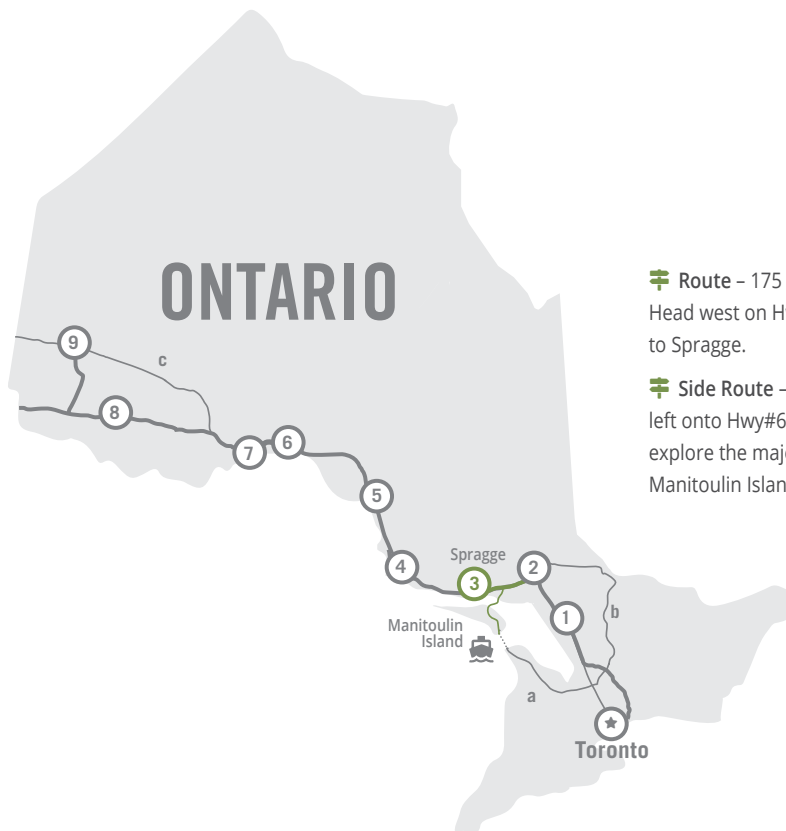 ONTARIO
9
c
8
7
6
5
4
Spragge
3
2
1
b
Manitoulin
Island
a
Toronto
Route – 175
Head west on H
to Spragge.
Side Route –
left onto Hwy#6
explore the maj
Manitoulin Islan